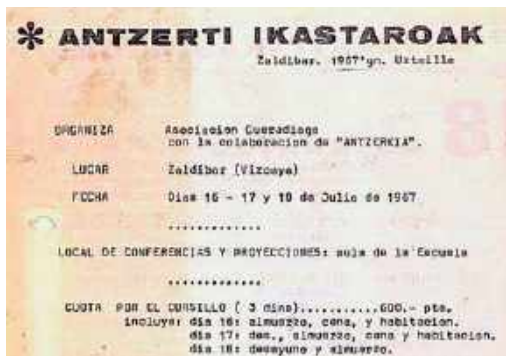 * ANTZERTI IKASTAROAK
Zaldibar. 1967'gn. Uztaille
ORGANIZA Asociacion Guerediaga
con la colaboracion de "ANTZERKIA".
LUGAR Zaldibar (Vizcaya)
FECHA Dias 16 - 17 y 18 de Julio de 1967
.............
LOCAL DE CONFERENCIAS Y PROYECCIONES: aula de la Escuela
.............
CUOTA POR EL CURSILLO ( 3 dias)...........600.- pts.
incluye: dia 16: almuerzo, cena, y habitacion.
dia 17: des., almuerzo, cena y habitacion.
dia 18: desayuno y almuerzo.